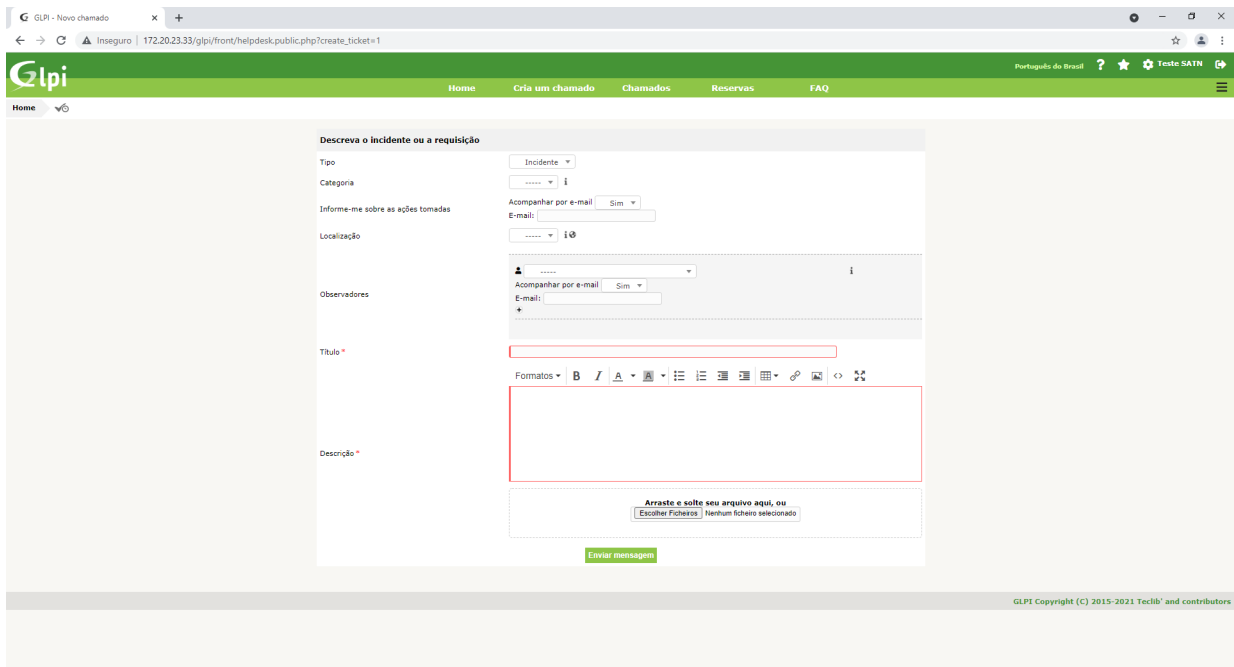 GLPI - Novo chamado
Inseguro | 172.20.23.33/glpi/front/helpdesk.public.php?create_ticket=1
Glpi
Português do Brasil ? Teste SATN
Home Cria um chamado Chamados Reservas FAQ
Home
Descreva o incidente ou a requisição
Tipo Incidente
Categoria -----
Informe-me sobre as ações tomadas
Acompanhar por e-mail Sim
E-mail:
Localização -----
Observadores
-----
Acompanhar por e-mail Sim
E-mail:
Título *
Formatos B I A A
Descrição *
Arraste e solte seu arquivo aqui, ou
Escolher Ficheiros Nenhum ficheiro selecionado
Enviar mensagem
GLPI Copyright (C) 2015-2021 Teclib' and contributors